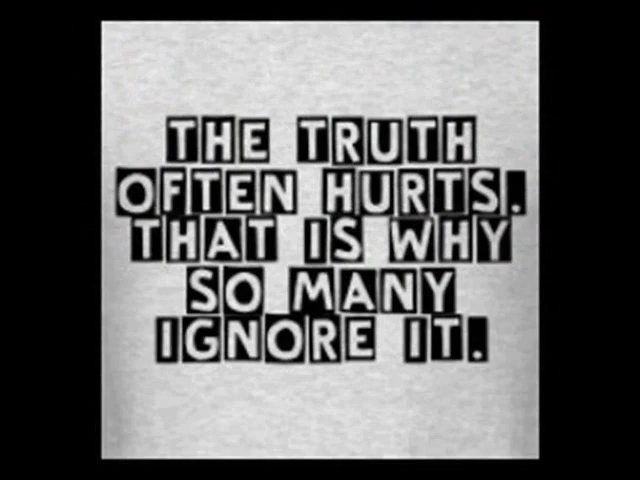 THE TRUTH
OFTEN HURTS.
THAT IS WHY
SO MANY
IGNORE IT.